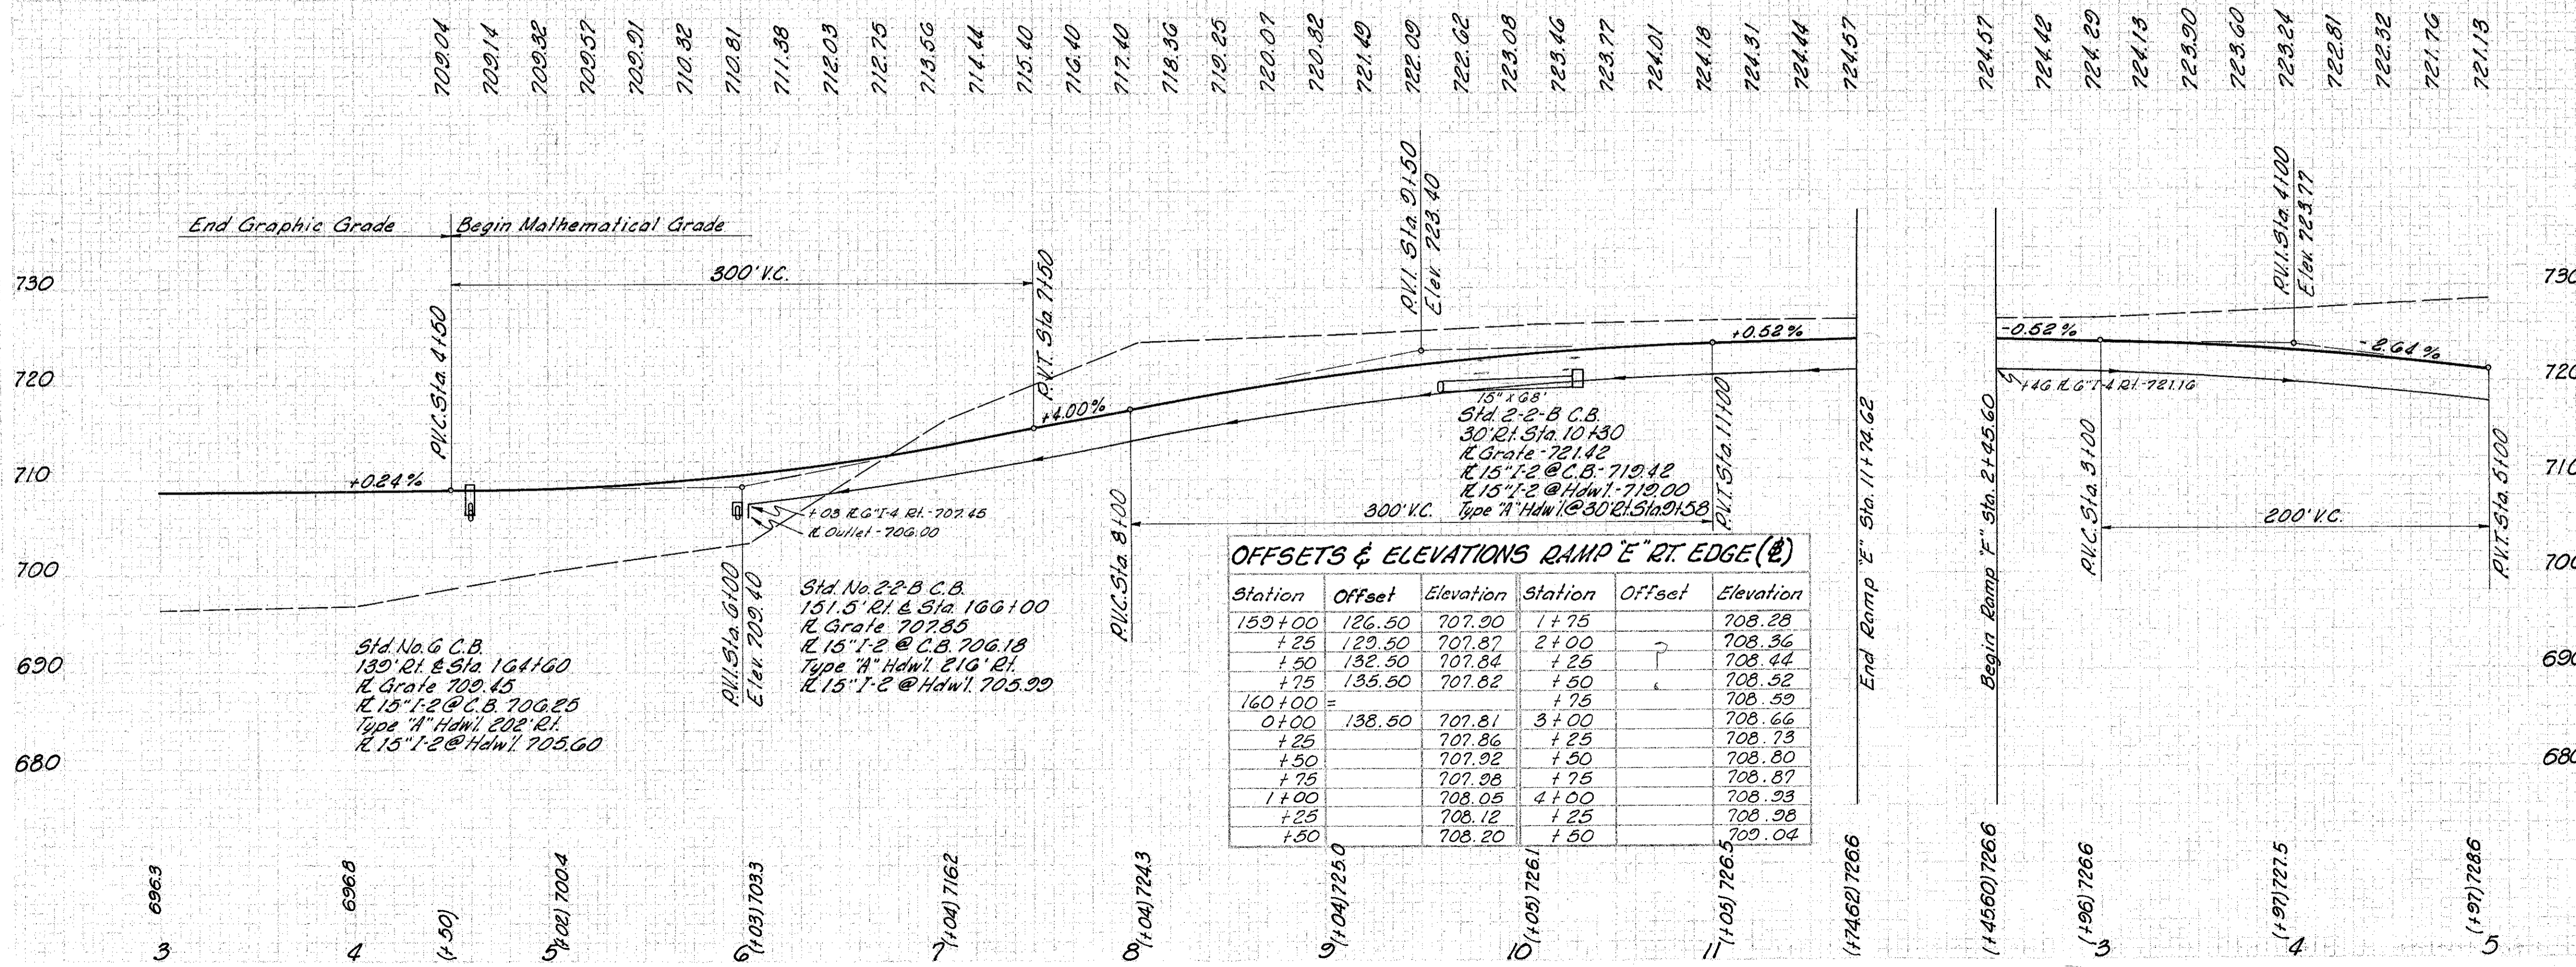 709.04 709.14 709.32 709.57 709.91 710.32 710.81 711.38 712.03 712.75 713.56 714.44 715.40 716.40 717.40 718.36 719.25 720.07 720.82 721.49 722.09 722.62 723.08 723.46 723.77 724.01 724.18 724.31 724.44 724.57 724.57 724.42 724.29 724.13 723.90 723.60 723.24 722.81 722.32 721.76 721.13
End Graphic Grade Begin Mathematical Grade
300' V.C.
P.V.C. Sta. 4+50
P.V.T. Sta. 7+50
P.V.I. Sta. 9+50
Elev. 723.40
P.V.I. Sta. 4+00
Elev. 723.77
730 730
720 720
710 710
700 700
690 690
680 680
+0.24%
+4.00%
+0.52%
-0.52%
-2.64%
+46 ℄ 6" I-4 Rt.-721.16
15" x 68'
Std. 2-2-B C.B.
30' Rt. Sta. 10+30
℄ Grate-721.42
℄ 15" I-2 @ C.B.-719.42
℄ 15" I-2 @ Hdw'l.-719.00
Type "A" Hdw'l. @ 30' Rt. Sta 9+58
+03 ℄ 6" I-4 Rt.-707.45
℄ Outlet-706.00
300' V.C.
P.V.C. Sta. 8+00
P.V.T. Sta. 11+00
End Ramp "E" Sta. 11+74.62
Begin Ramp "F" Sta. 2+45.60
P.V.C. Sta. 3+00
200' V.C.
P.V.T. Sta. 5+00
P.V.I. Sta. 6+00
Elev. 709.40
Std. No. 6 C.B.
139' Rt. ℄ Sta. 164+60
℄ Grate 709.45
℄ 15" I-2 @ C.B. 706.25
Type "A" Hdw'l. 202' Rt.
℄ 15" I-2 @ Hdw'l. 705.60
Std. No. 2-2-B C.B.
151.5' Rt. ℄ Sta. 166+00
℄ Grate 707.85
℄ 15" I-2 @ C.B. 706.18
Type "A" Hdw'l. 216' Rt.
℄ 15" I-2 @ Hdw'l. 705.99
OFFSETS & ELEVATIONS RAMP "E" RT. EDGE (℄)
Station Offset Elevation Station Offset Elevation
159+00 126.50 707.90 1+75 708.28
+25 129.50 707.87 2+00 708.36
+50 132.50 707.84 +25 ? 708.44
+75 135.50 707.82 +50 708.52
160+00 = +75 708.59
0+00 138.50 707.81 3+00 708.66
+25 707.86 +25 708.73
+50 707.92 +50 708.80
+75 707.98 +75 708.87
1+00 708.05 4+00 708.93
+25 708.12 +25 708.98
+50 708.20 +50 709.04
696.3 696.8 (+50) (+02) 700.4 (+03) 703.3 (+04) 716.2 (+04) 724.3 (+04) 725.0 (+05) 726.1 (+05) 726.5 (+74.62) 726.6 (+45.60) 726.6 (+96) 726.6 (+97) 727.5 (+97) 728.6
3 4 5 6 7 8 9 10 11 3 4 5